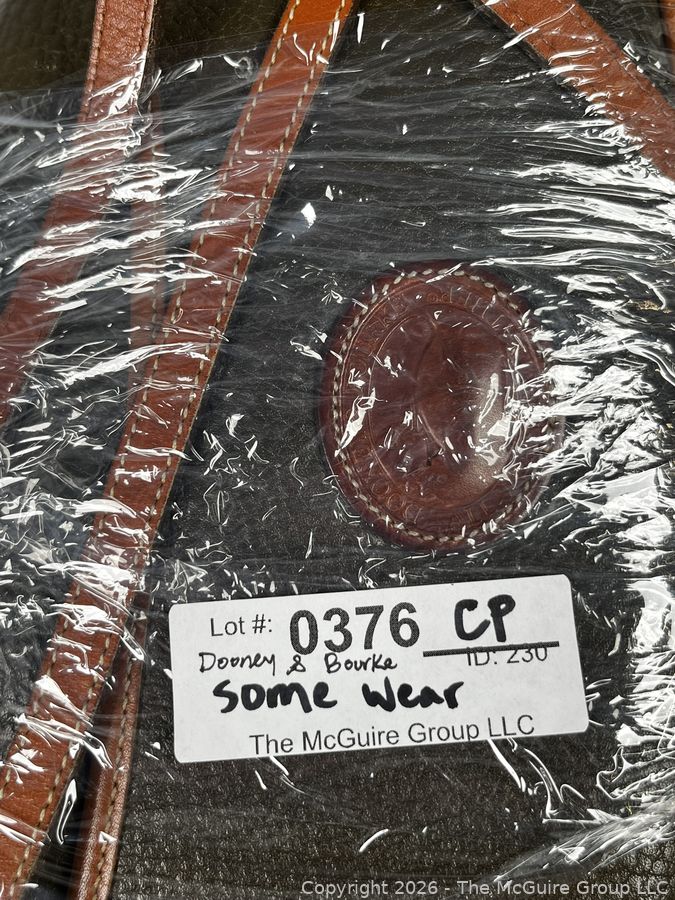 Lot #: 0376 CP
Dooney & Bourke ID: 230
some wear
The McGuire Group LLC
Copyright 2026 - The McGuire Group LLC